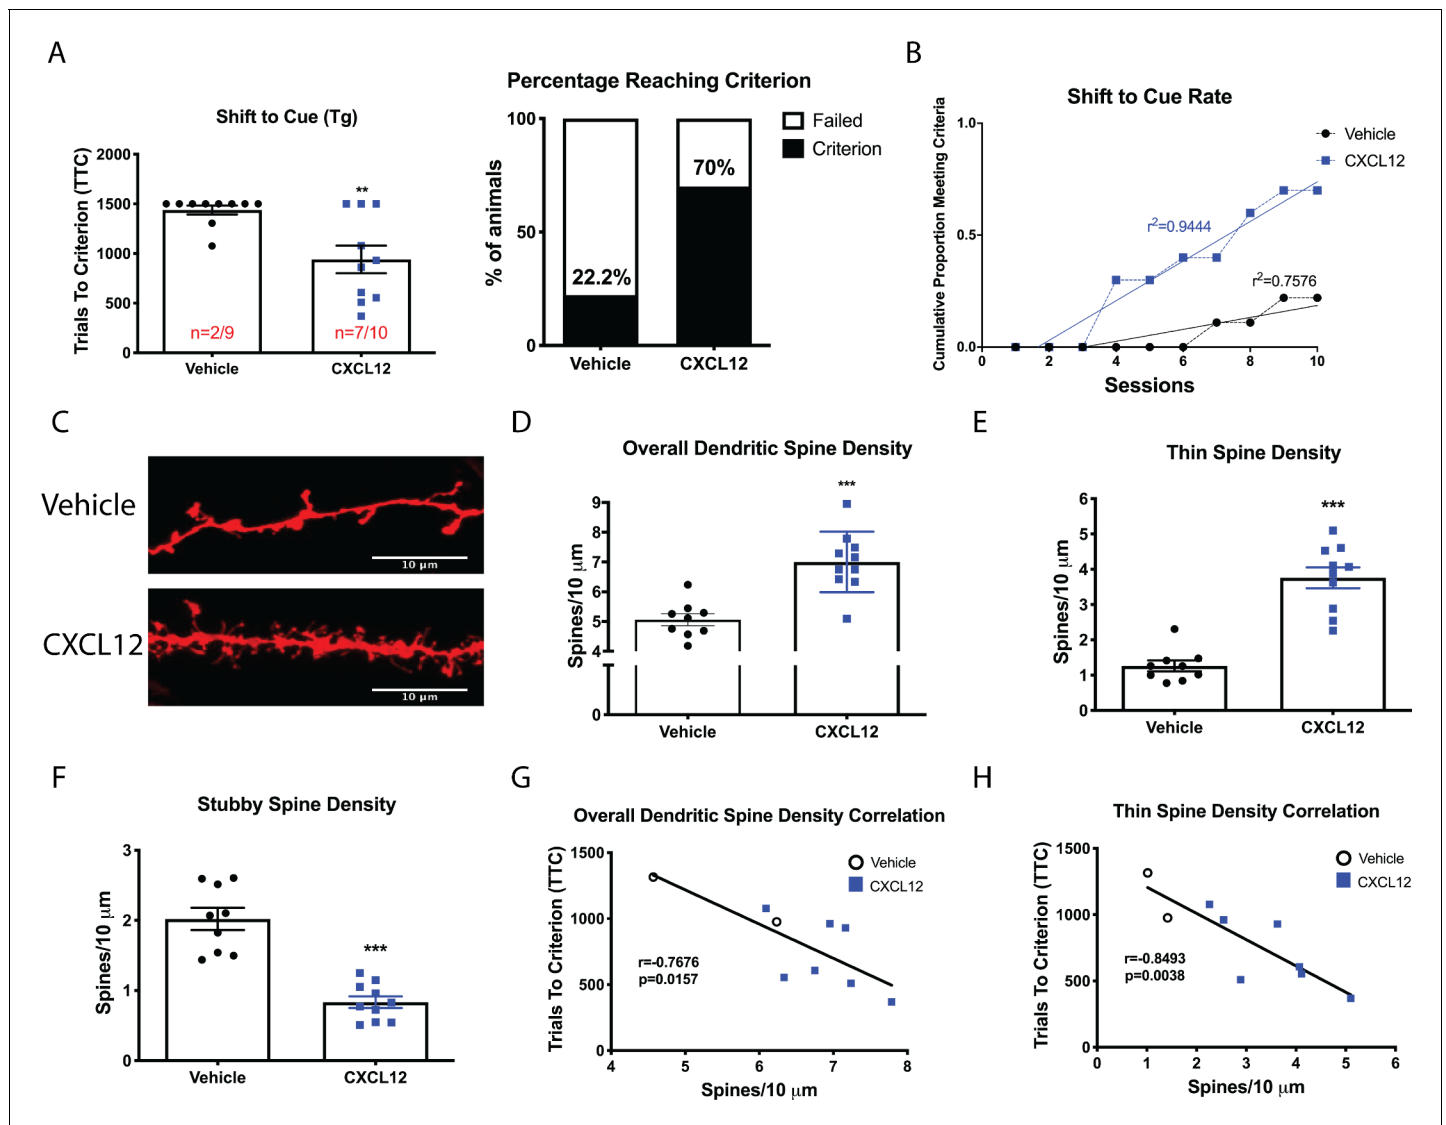 A
Shift to Cue (Tg)
Trials To Criterion (TTC)
2000
1500
1000
500
0
**
n=2/9
n=7/10
Vehicle
CXCL12
Percentage Reaching Criterion
% of animals
100
50
0
22.2%
70%
Failed
Criterion
Vehicle
CXCL12
B
Shift to Cue Rate
Cumulative Proportion Meeting Criteria
1.0
0.5
0.0
Vehicle
CXCL12
r2=0.9444
r2=0.7576
0 2 4 6 8 10
Sessions
C
Vehicle
10 µm
CXCL12
10 µm
D
Overall Dendritic Spine Density
Spines/10 µm
***
9
8
7
6
5
4
0
Vehicle
CXCL12
E
Thin Spine Density
Spines/10 µm
***
6
5
4
3
2
1
0
Vehicle
CXCL12
F
Stubby Spine Density
Spines/10 µm
3
2
1
0
***
Vehicle
CXCL12
G
Overall Dendritic Spine Density Correlation
Trials To Criterion (TTC)
1500
1000
500
0
Vehicle
CXCL12
r=-0.7676
p=0.0157
4 5 6 7 8
Spines/10 µm
H
Thin Spine Density Correlation
Trials To Criterion (TTC)
1500
1000
500
0
Vehicle
CXCL12
r=-0.8493
p=0.0038
0 1 2 3 4 5 6
Spines/10 µm